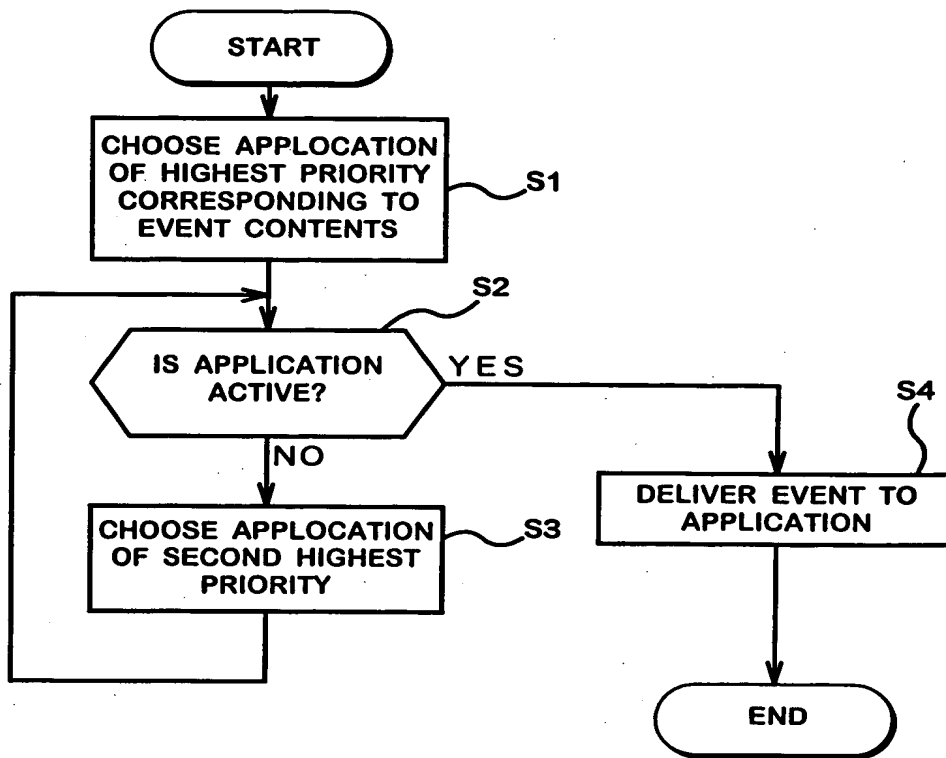 START
CHOOSE APPLOCATION
OF HIGHEST PRIORITY
CORRESPONDING TO
EVENT CONTENTS
S1
S2
IS APPLICATION
ACTIVE?
YES
NO
S4
DELIVER EVENT TO
APPLICATION
CHOOSE APPLOCATION
OF SECOND HIGHEST
PRIORITY
S3
END